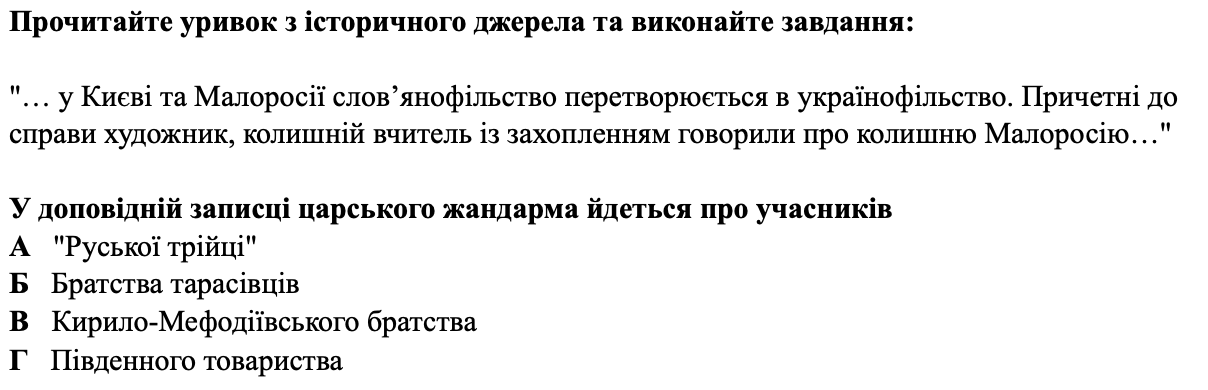 Прочитайте уривок з історичного джерела та виконайте завдання:
"… у Києві та Малоросії слов’янофільство перетворюється в українофільство. Причетні до
справи художник, колишній вчитель із захопленням говорили про колишню Малоросію…"
У доповідній записці царського жандарма йдеться про учасників
А "Руської трійці"
Б Братства тарасівців
В Кирило-Мефодіївського братства
Г Південного товариства